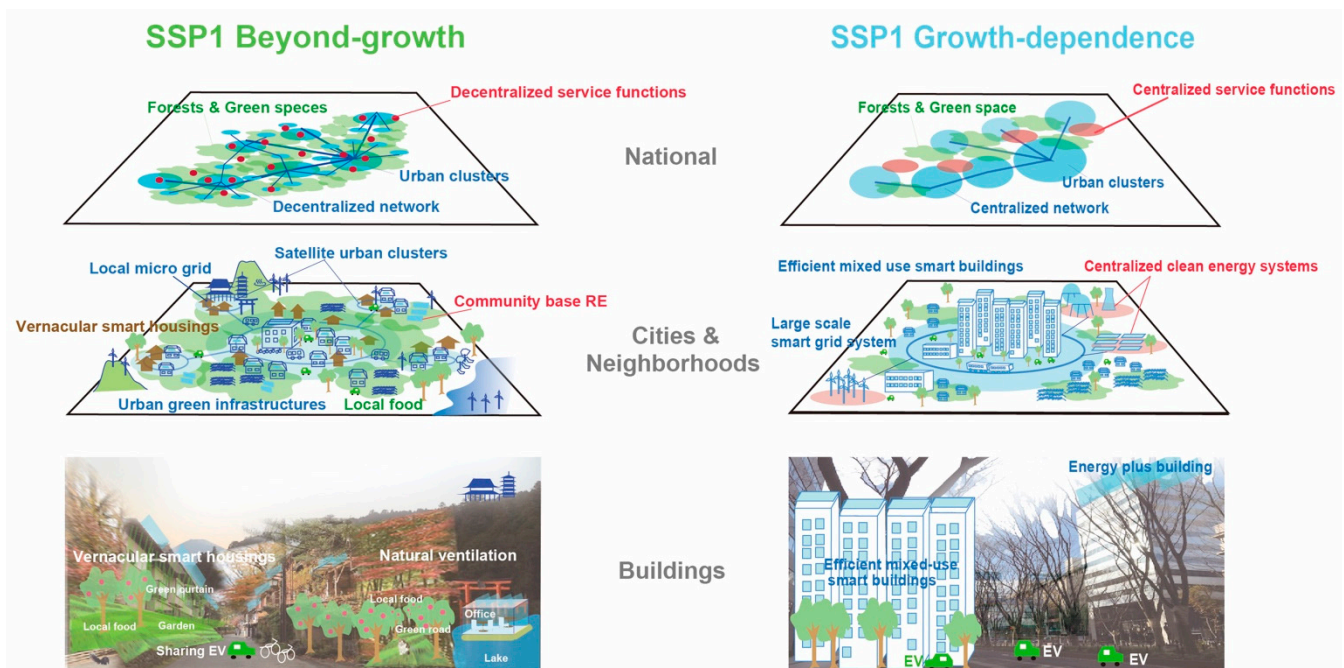 SSP1 Beyond-growth
SSP1 Growth-dependence
Forests & Green speces
Decentralized service functions
Urban clusters
Decentralized network
National
Centralized service functions
Forests & Green space
Urban clusters
Centralized network
Satellite urban clusters
Local micro grid
Community base RE
Vernacular smart housings
Urban green infrastructures
Local food
Cities &
Neighborhoods
Efficient mixed use smart buildings
Centralized clean energy systems
Large scale
smart grid system
Vernacular smart housings
Natural ventilation
Green curtain
Local food
Garden
Sharing EV
Local food
Green road
Office
Lake
Buildings
Energy plus building
Efficient mixed-use
smart buildings
EV
EV
EV